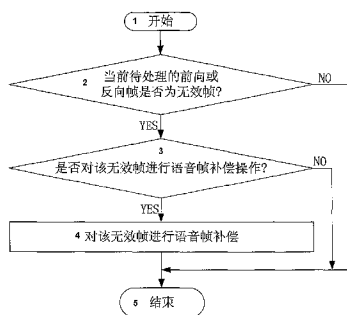 1 开始
2 当前待处理的前向或
反向帧是否为无效帧?
NO
YES
3
是否对该无效帧进行语音帧补偿操作?
NO
YES
4 对该无效帧进行语音帧补偿
5 结束